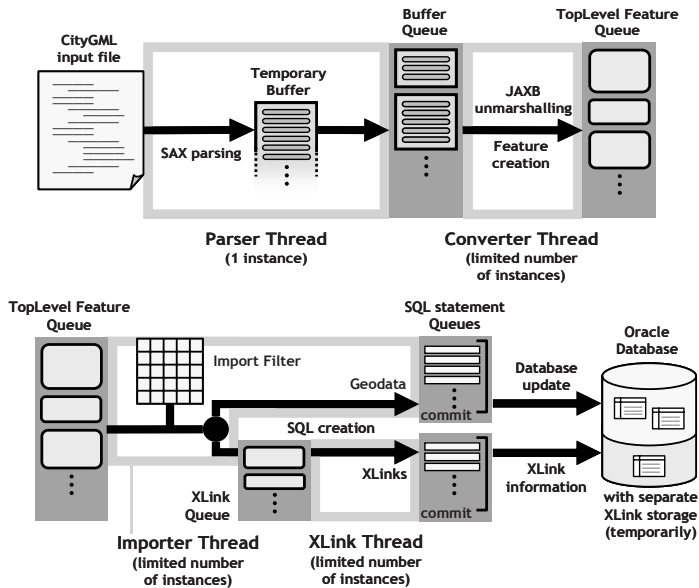 CityGML
input file
Buffer
Queue
TopLevel Feature
Queue
Temporary
Buffer
SAX parsing
JAXB
unmarshalling
Feature
creation
Parser Thread
(1 instance)
Converter Thread
(limited number
of instances)
TopLevel Feature
Queue
SQL statement
Queues
Oracle
Database
Import Filter
Geodata
Database
update
commit
SQL creation
XLinks
XLink
Queue
XLink
information
commit
with separate
XLink storage
(temporarily)
Importer Thread
(limited number
of instances)
XLink Thread
(limited number
of instances)